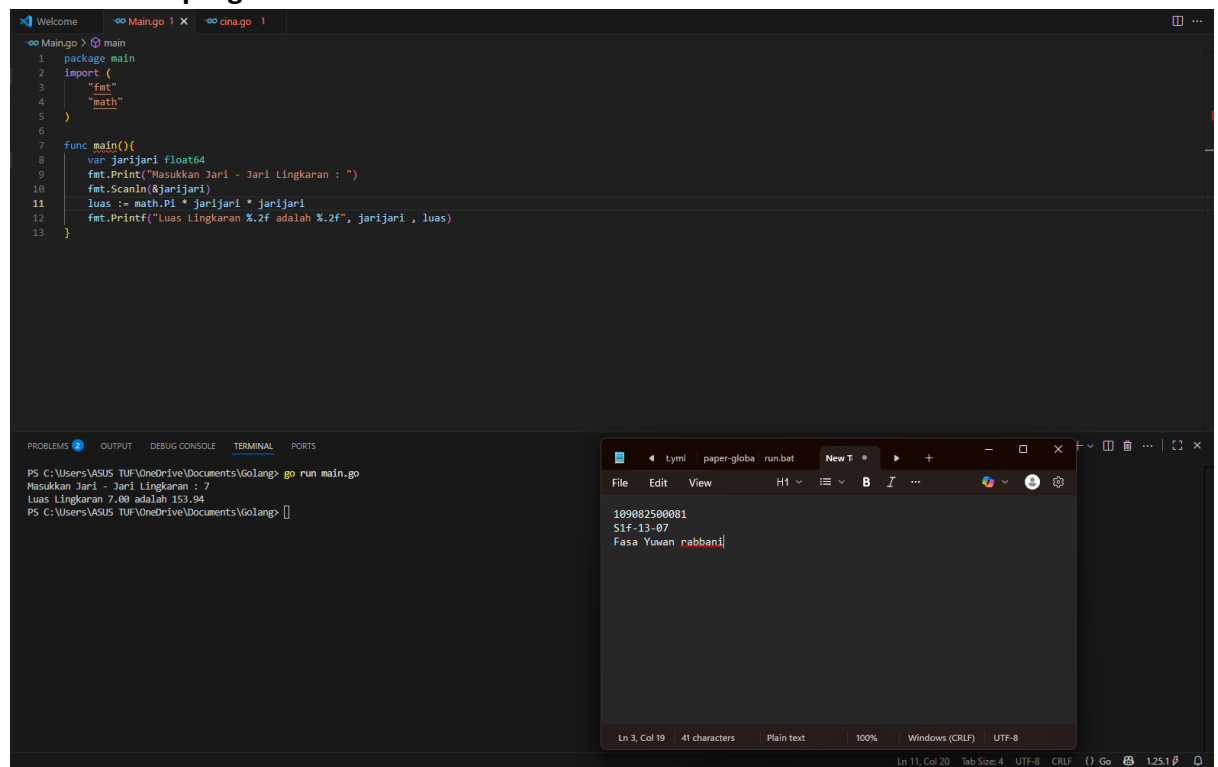 Welcome Main.go 1 cina.go 1
Main.go > main
1 package main
2 import (
3 "fmt"
4 "math"
5 )
6
7 func main(){
8 var jarijari float64
9 fmt.Print("Masukkan Jari - Jari Lingkaran : ")
10 fmt.Scanln(&jarijari)
11 luas := math.Pi * jarijari * jarijari
12 fmt.Printf("Luas Lingkaran %.2f adalah %.2f", jarijari , luas)
13 }
PROBLEMS 2 OUTPUT DEBUG CONSOLE TERMINAL PORTS
PS C:\Users\ASUS TUF\OneDrive\Documents\Golang> go run main.go
Masukkan Jari - Jari Lingkaran : 7
Luas Lingkaran 7.00 adalah 153.94
PS C:\Users\ASUS TUF\OneDrive\Documents\Golang>
t.yml paper-globa run.bat New T
File Edit View H1 B I ...
109082500081
S1f-13-07
Fasa Yuwan rabbani
Ln 3, Col 19 41 characters Plain text 100% Windows (CRLF) UTF-8
Ln 11, Col 20 Tab Size: 4 UTF-8 CRLF {} Go 1.25.1